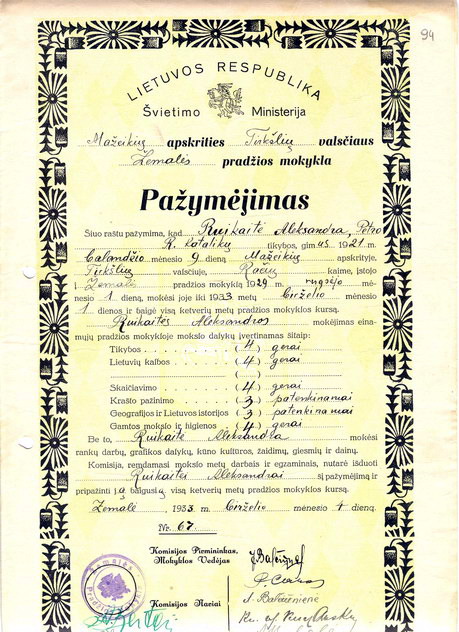 94
LIETUVOS RESPUBLIKA
Švietimo Ministerija
Mažeikių apskrities Tirkšlių valsčiaus
Žemalės pradžios mokykla
Pažymėjimas
Šiuo raštu pažymima, kad Ruikaitė Aleksandra, Petro
R. Katalikų tikybos, gim 1921 m.
mėnesio 9 dieną Mažeikių apskrityje,
Tirkšlių valsčiuje, Račių kaime, įstojo
į Žemalės pradžios mokyklą 1929 m. rugsėjo mė-
nesio 1 dieną, mokėsi joje iki 1933 metų birželio mėnesio
1 dienos ir baigė visą ketverių metų pradžios mokyklos kursą.
Ruikaitės Aleksandros mokėjimas eina-
mųjų pradžios mokykloje mokslo dalykų įvertinamas šitaip:
Tikybos (4) gerai
Lietuvių kalbos (4) gerai
Skaičiavimo (4) gerai
Krašto pažinimo (3) patenkinamai
Geografijos ir Lietuvos istorijos (3) patenkinamai
Gamtos mokslo ir higienos (4) gerai
Be to, Ruikaitė Aleksandra mokėsi
rankų darbų, grafikos dalykų, kūno kultūros, žaidimų, giesmių ir dainų.
Komisija, remdamasi mokslo metų darbais ir egzaminais, nutarė išduoti
Ruikaitei Aleksandrai šį pažymėjimą ir
pripažinti ją baigusią visą ketverių metų pradžios mokyklos kursą.
Žemalė, 1933 m. birželio mėnesio 1 dieną.
Nr. 67.
Komisijos Pirmininkas,
Mokyklos Vedėjas
Komisijos Nariai